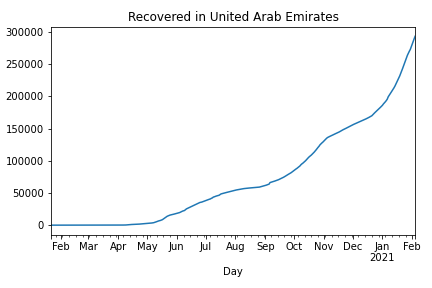 Recovered in United Arab Emirates
300000
250000
200000
150000
100000
50000
0
Feb Mar Apr May Jun Jul Aug Sep Oct Nov Dec Jan Feb
2021
Day